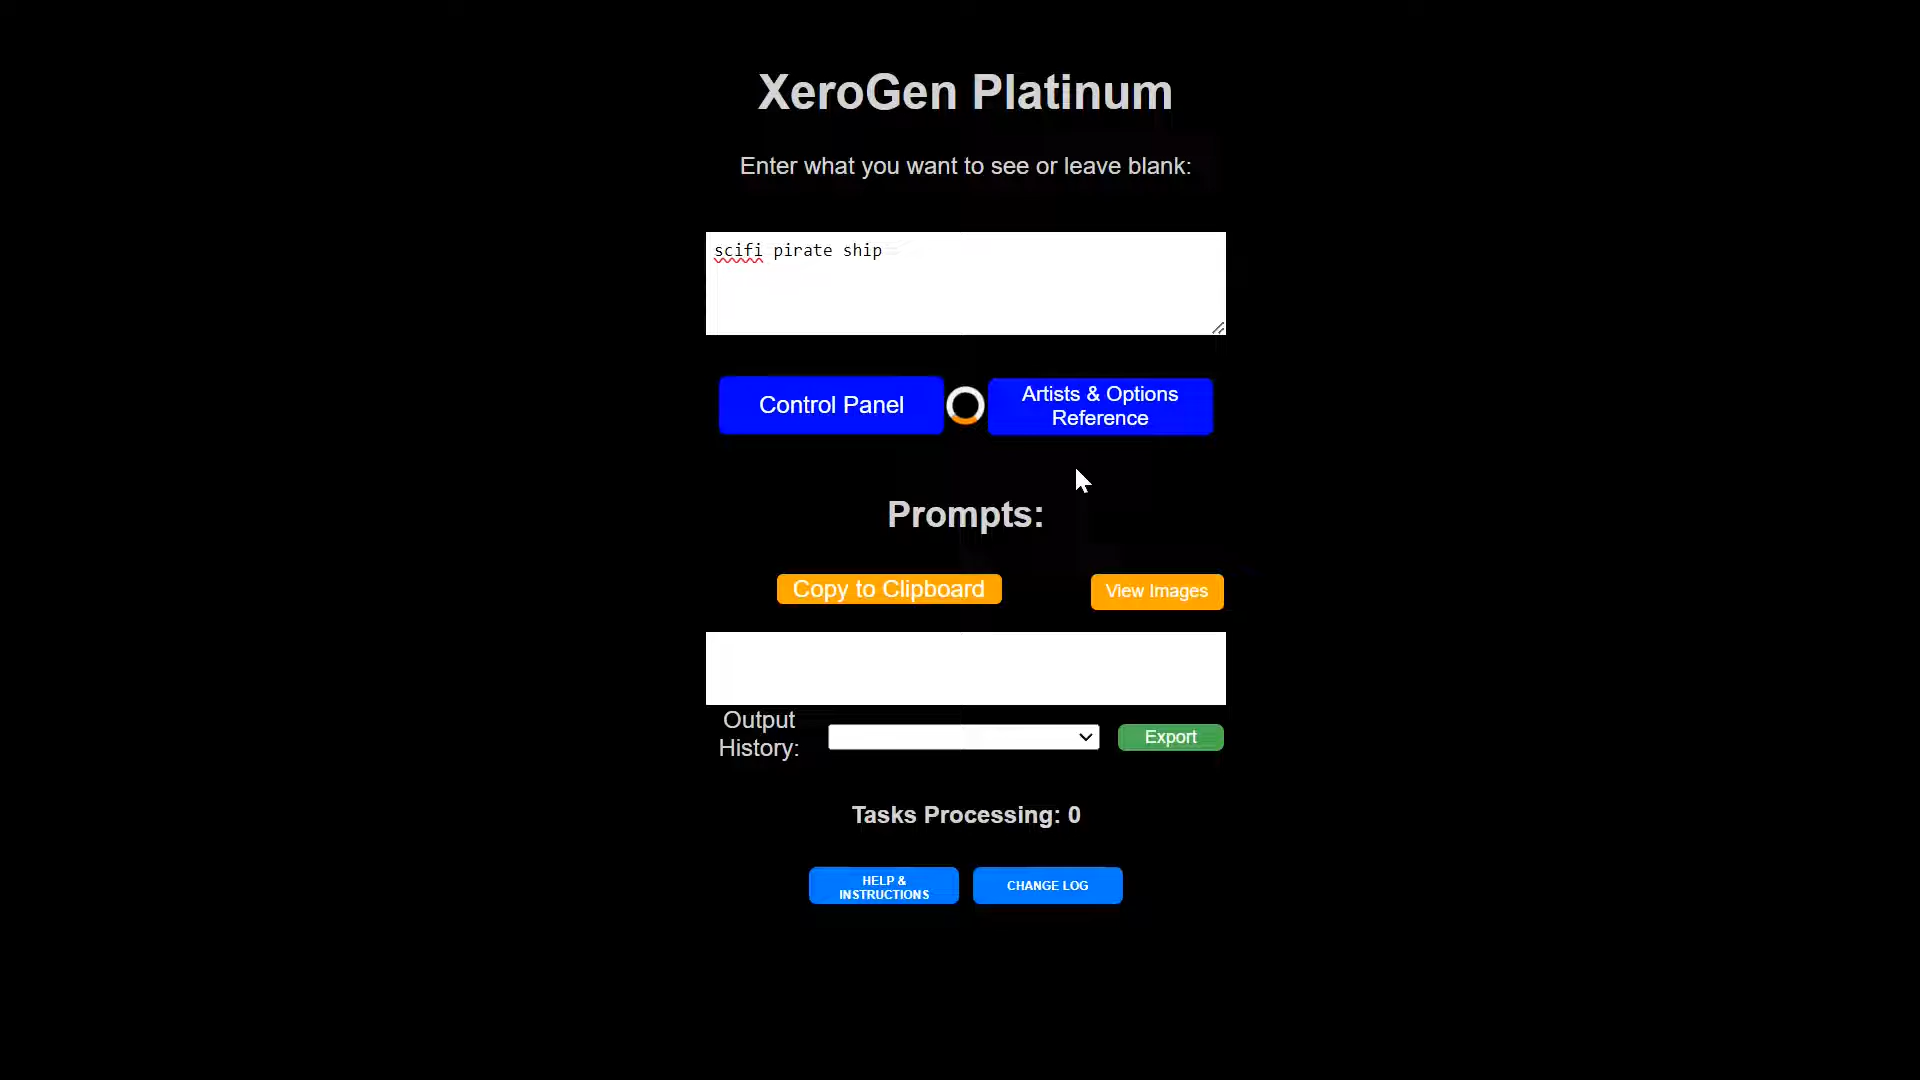 XeroGen Platinum
Enter what you want to see or leave blank:
scifi pirate ship
Control Panel
Artists & Options
Reference
Prompts:
Copy to Clipboard
View Images
Output
History:
Export
Tasks Processing: 0
HELP &
INSTRUCTIONS
CHANGE LOG